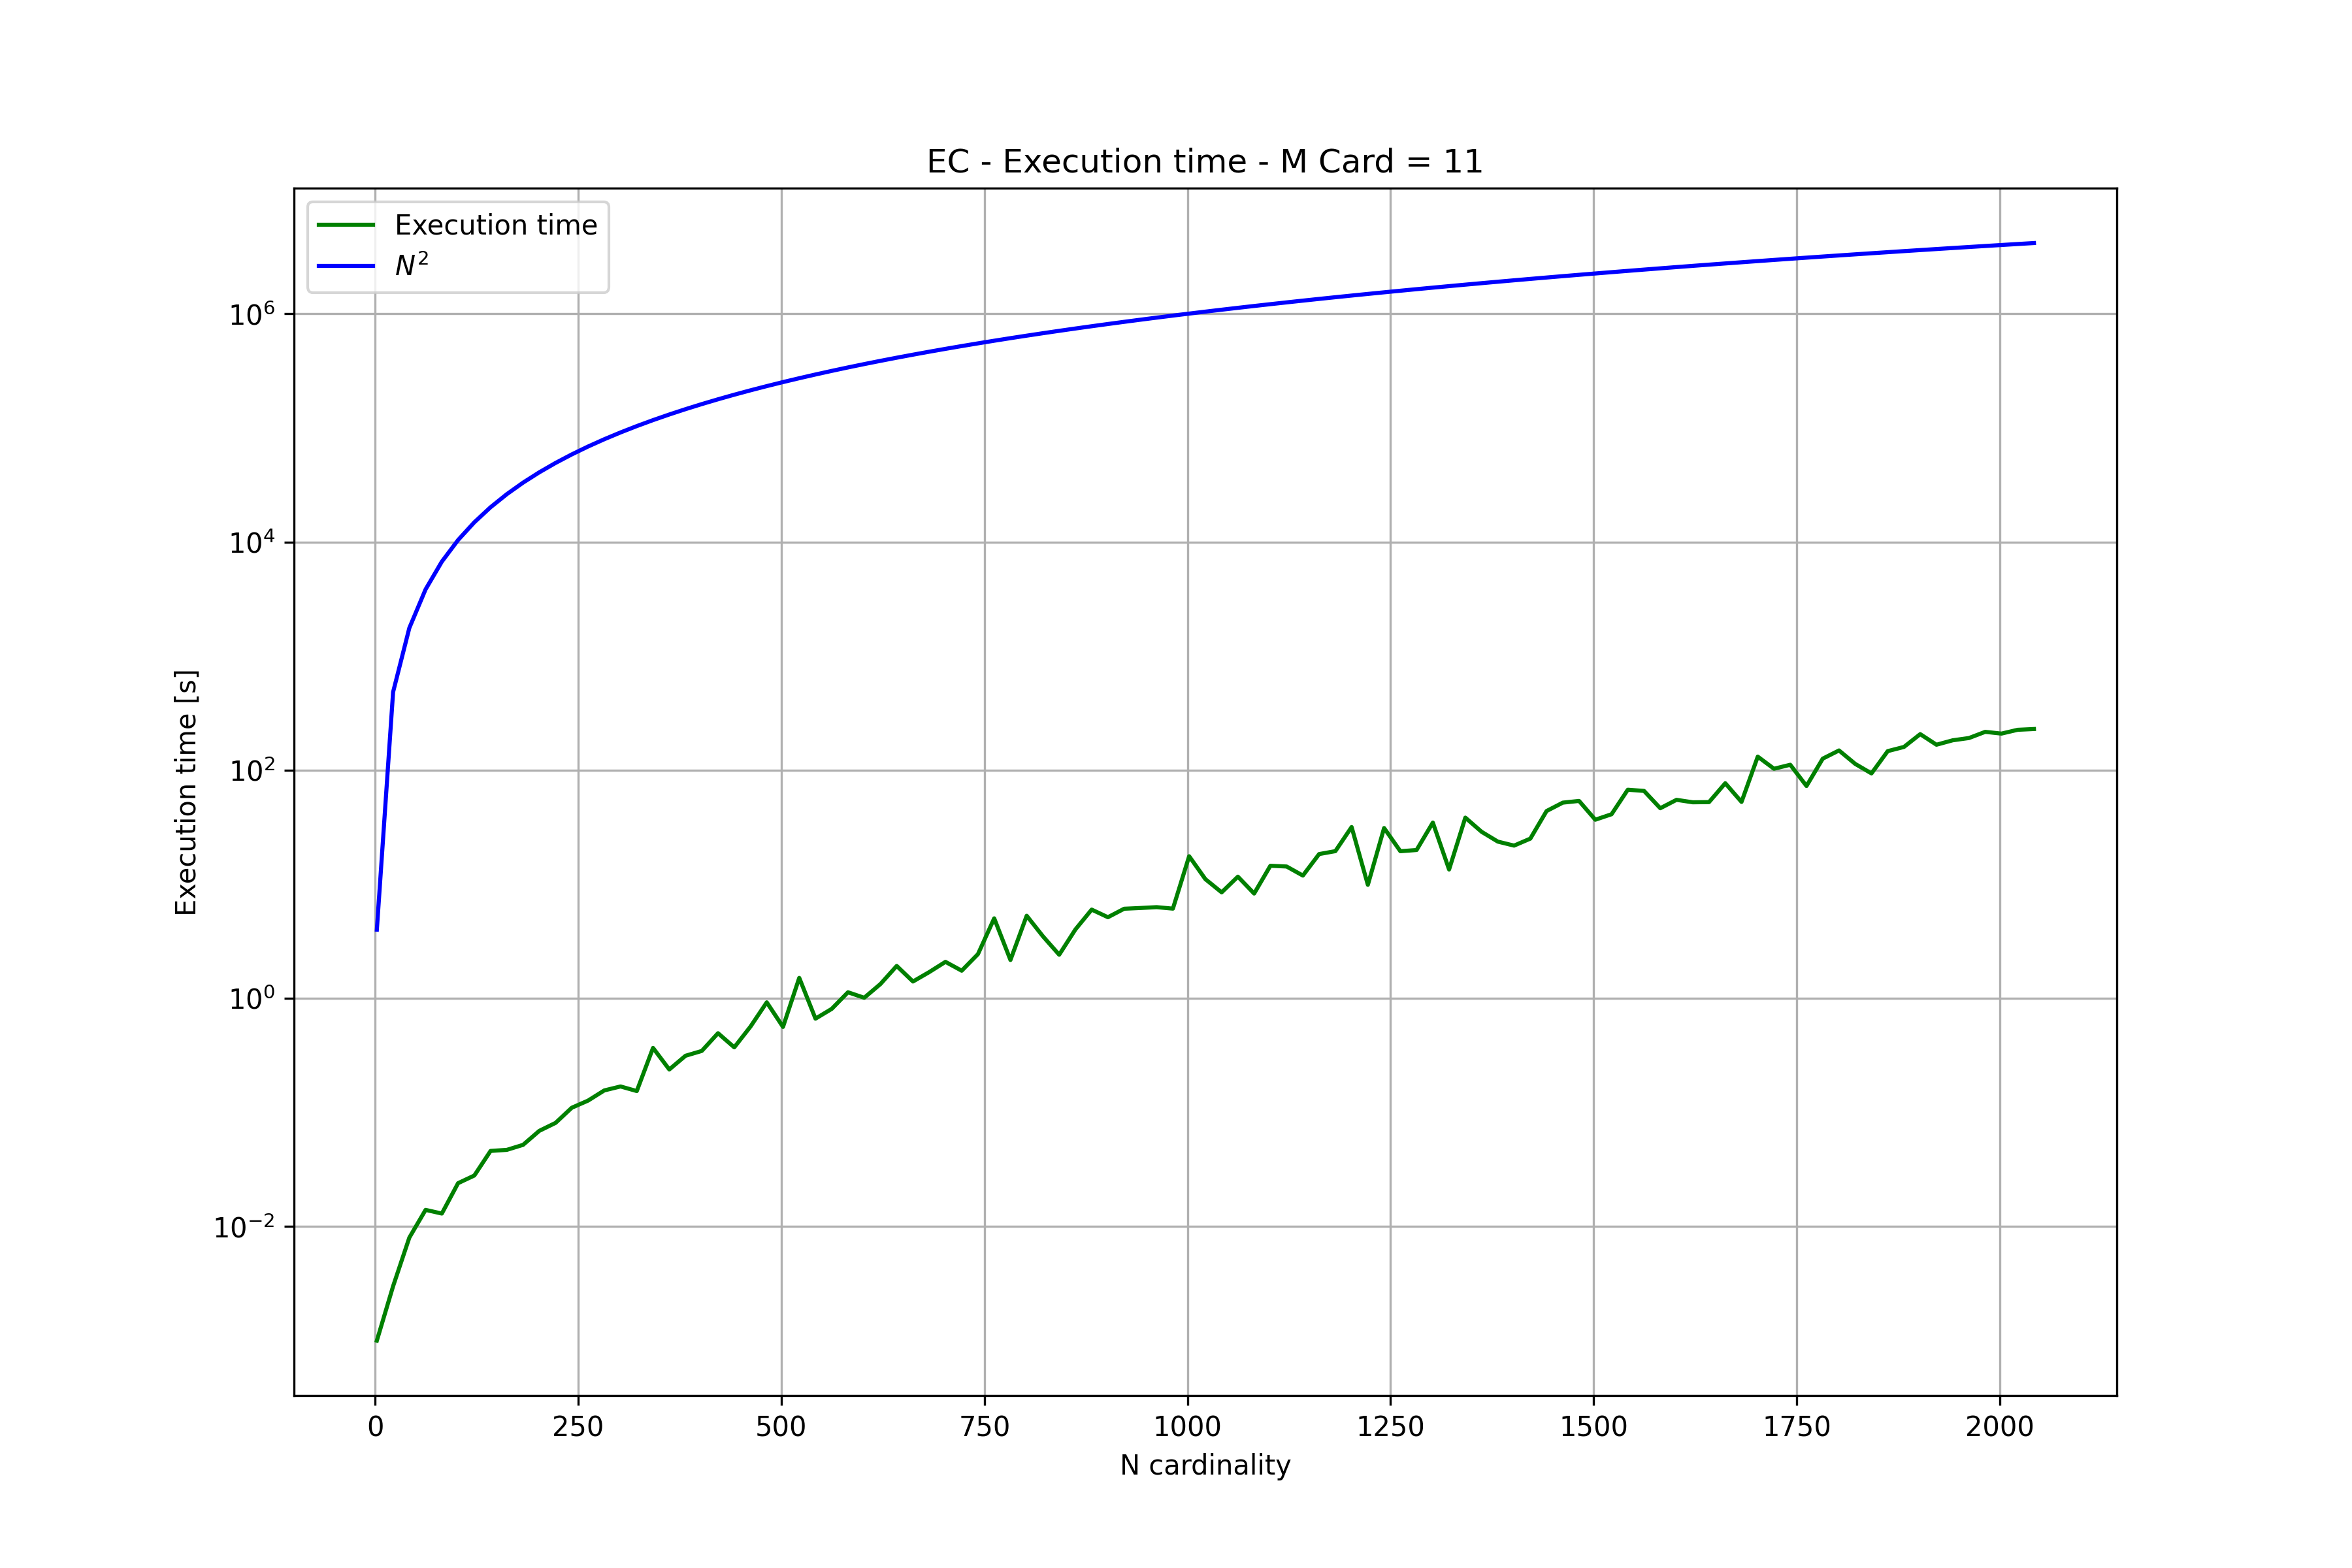 EC - Execution time - M Card = 11
Execution time
N²
10⁶
10⁴
10²
10⁰
10⁻²
Execution time [s]
0 250 500 750 1000 1250 1500 1750 2000
N cardinality